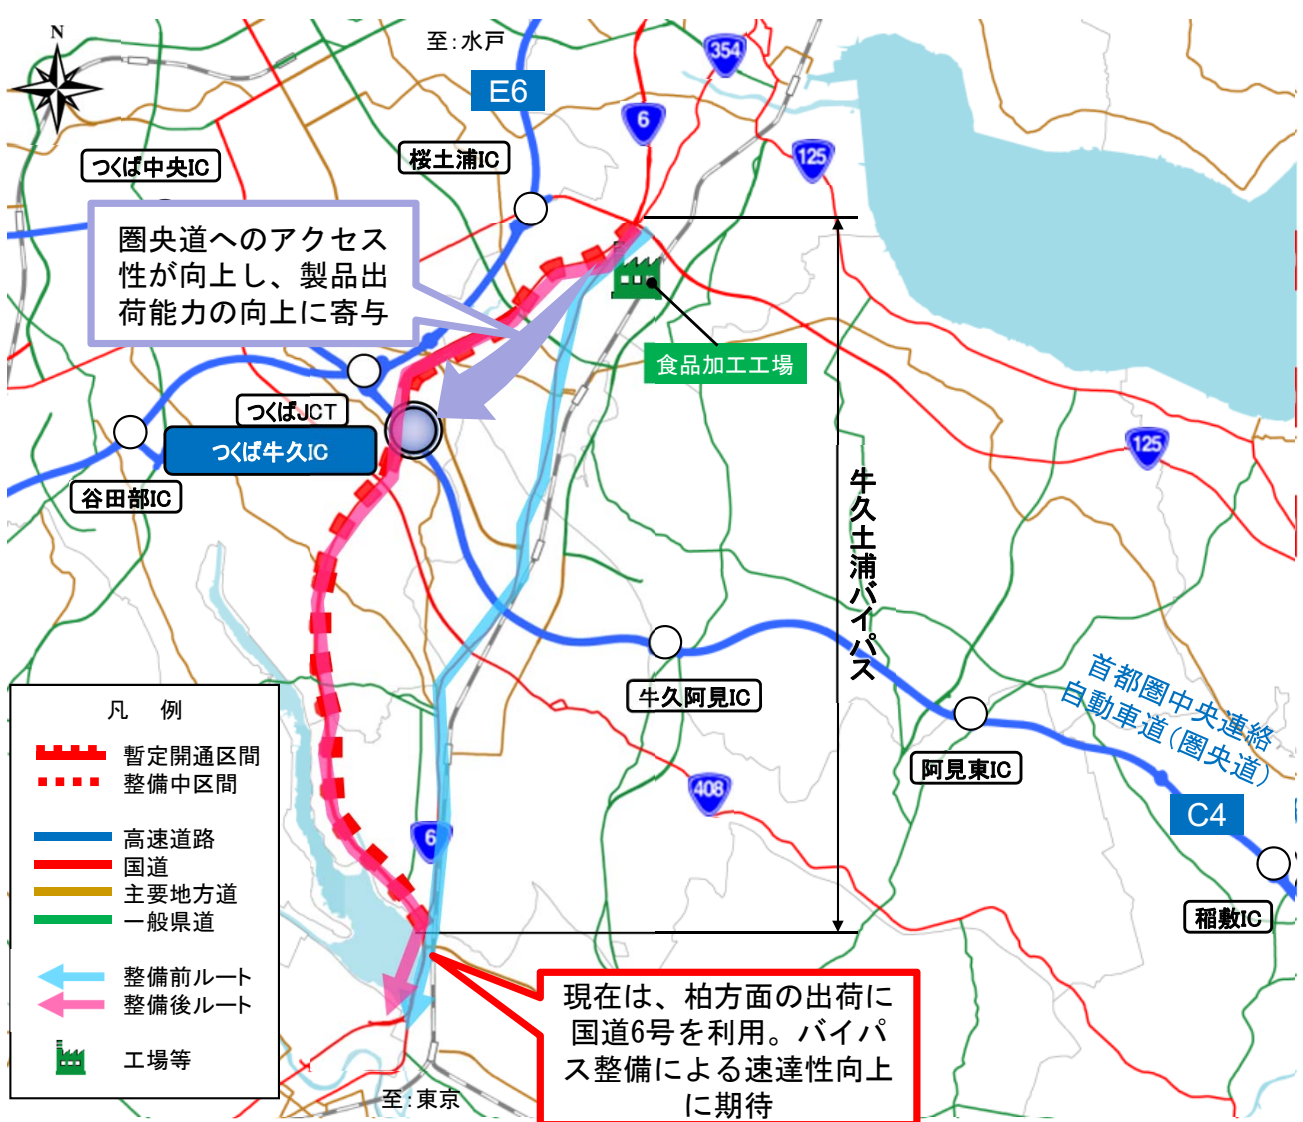 N
至：水戸
E6
354
6
125
つくば中央IC
桜土浦IC
圏央道へのアクセス
性が向上し、製品出
荷能力の向上に寄与
食品加工工場
つくばJCT
つくば牛久IC
谷田部IC
125
牛久土浦バイパス
牛久阿見IC
首都圏中央連絡
自動車道（圏央道）
阿見東IC
408
C4
6
稲敷IC
凡 例
暫定開通区間
整備中区間
高速道路
国道
主要地方道
一般県道
整備前ルート
整備後ルート
工場等
現在は、柏方面の出荷に
国道6号を利用。バイパ
ス整備による速達性向上
に期待
至：東京